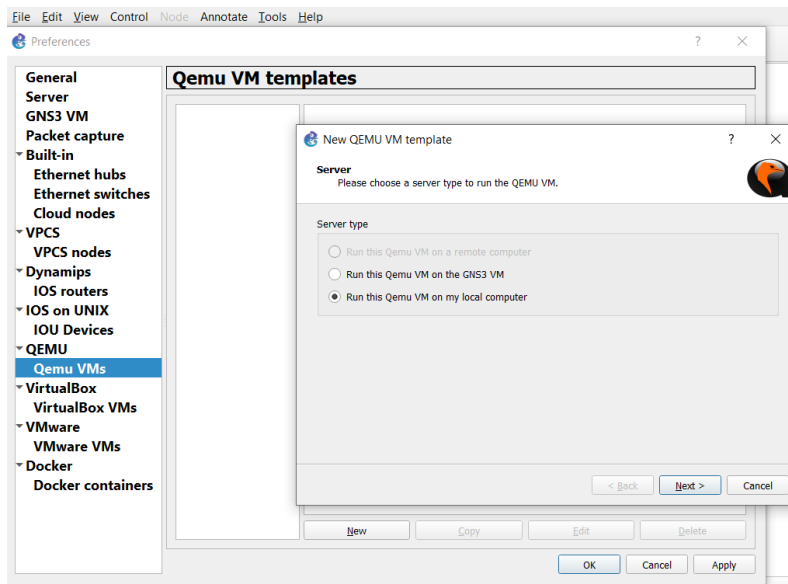 File Edit View Control Node Annotate Tools Help
Preferences
General
Server
GNS3 VM
Packet capture
Built-in
Ethernet hubs
Ethernet switches
Cloud nodes
VPCS
VPCS nodes
Dynamips
IOS routers
IOS on UNIX
IOU Devices
QEMU
Qemu VMs
VirtualBox
VirtualBox VMs
VMware
VMware VMs
Docker
Docker containers
Qemu VM templates
New QEMU VM template
Server
Please choose a server type to run the QEMU VM.
Server type
Run this Qemu VM on a remote computer
Run this Qemu VM on the GNS3 VM
Run this Qemu VM on my local computer
< Back Next > Cancel
New Copy Edit Delete
OK Cancel Apply